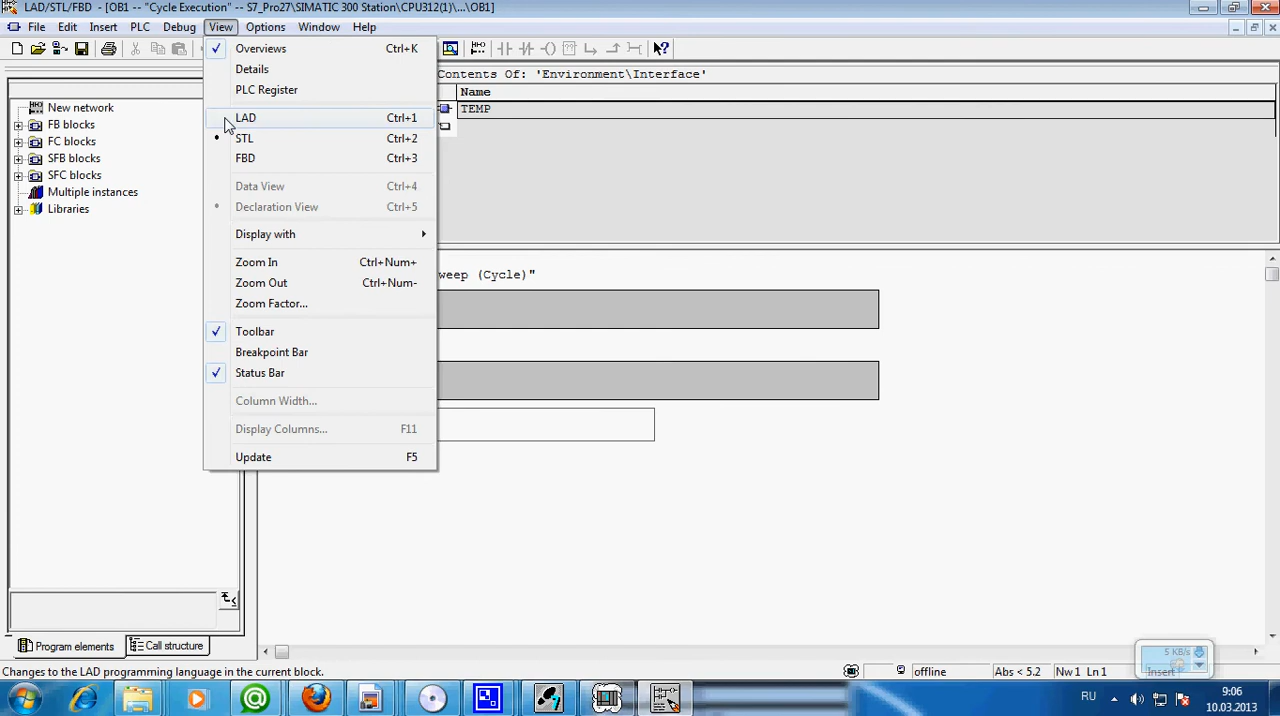 LAD/STL/FBD - [OB1 -- "Cycle Execution" -- S7_Pro27\SIMATIC 300 Station\CPU312(1)\...\OB1]
File Edit Insert PLC Debug View Options Window Help
Overviews Ctrl+K
Details
PLC Register
LAD Ctrl+1
STL Ctrl+2
FBD Ctrl+3
Data View Ctrl+4
Declaration View Ctrl+5
Display with
Zoom In Ctrl+Num+
Zoom Out Ctrl+Num-
Zoom Factor...
Toolbar
Breakpoint Bar
Status Bar
Column Width...
Display Columns... F11
Update F5
New network
FB blocks
FC blocks
SFB blocks
SFC blocks
Multiple instances
Libraries
Contents Of: 'Environment\Interface'
Name
TEMP
weep (Cycle)"
Program elements
Call structure
5 KB/s
Changes to the LAD programming language in the current block.
offline
Abs < 5.2
Nw 1 Ln 1
Insert
RU
9:06
10.03.2013